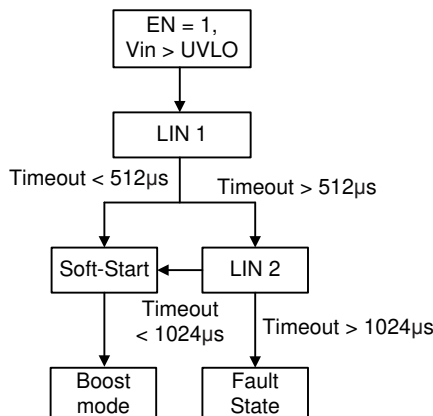 EN = 1,
Vin > UVLO
LIN 1
Timeout < 512µs
Timeout > 512µs
Soft-Start
LIN 2
Timeout
< 1024µs
Timeout > 1024µs
Boost
mode
Fault
State